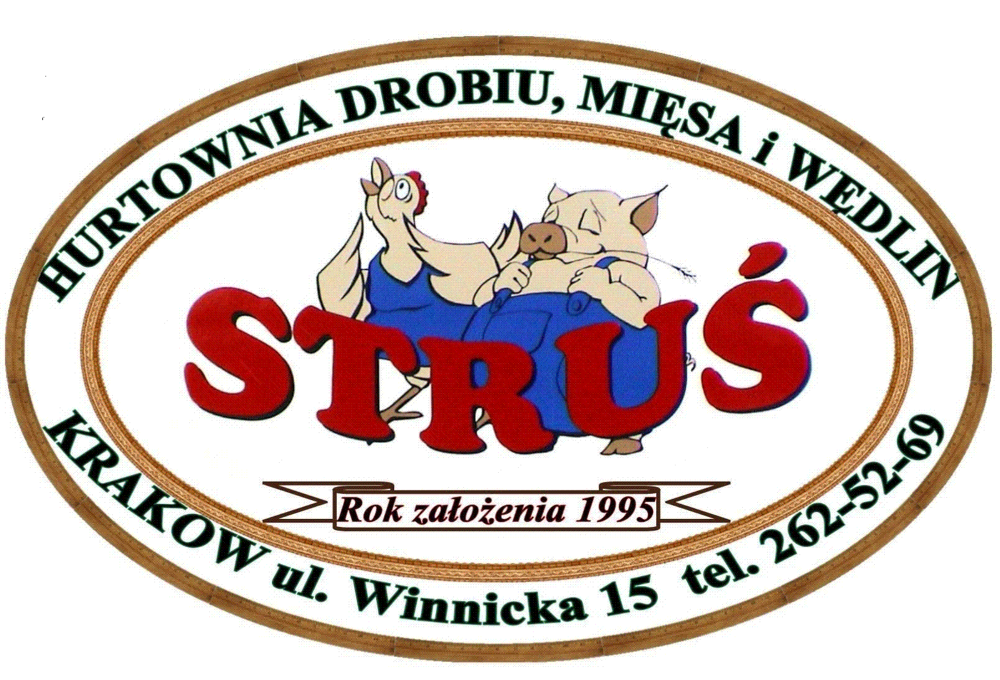 HURTOWNIA DROBIU, MIĘSA i WĘDLIN
STRUŚ
Rok założenia 1995
KRAKOW ul. Winnicka 15 tel. 262-52-69